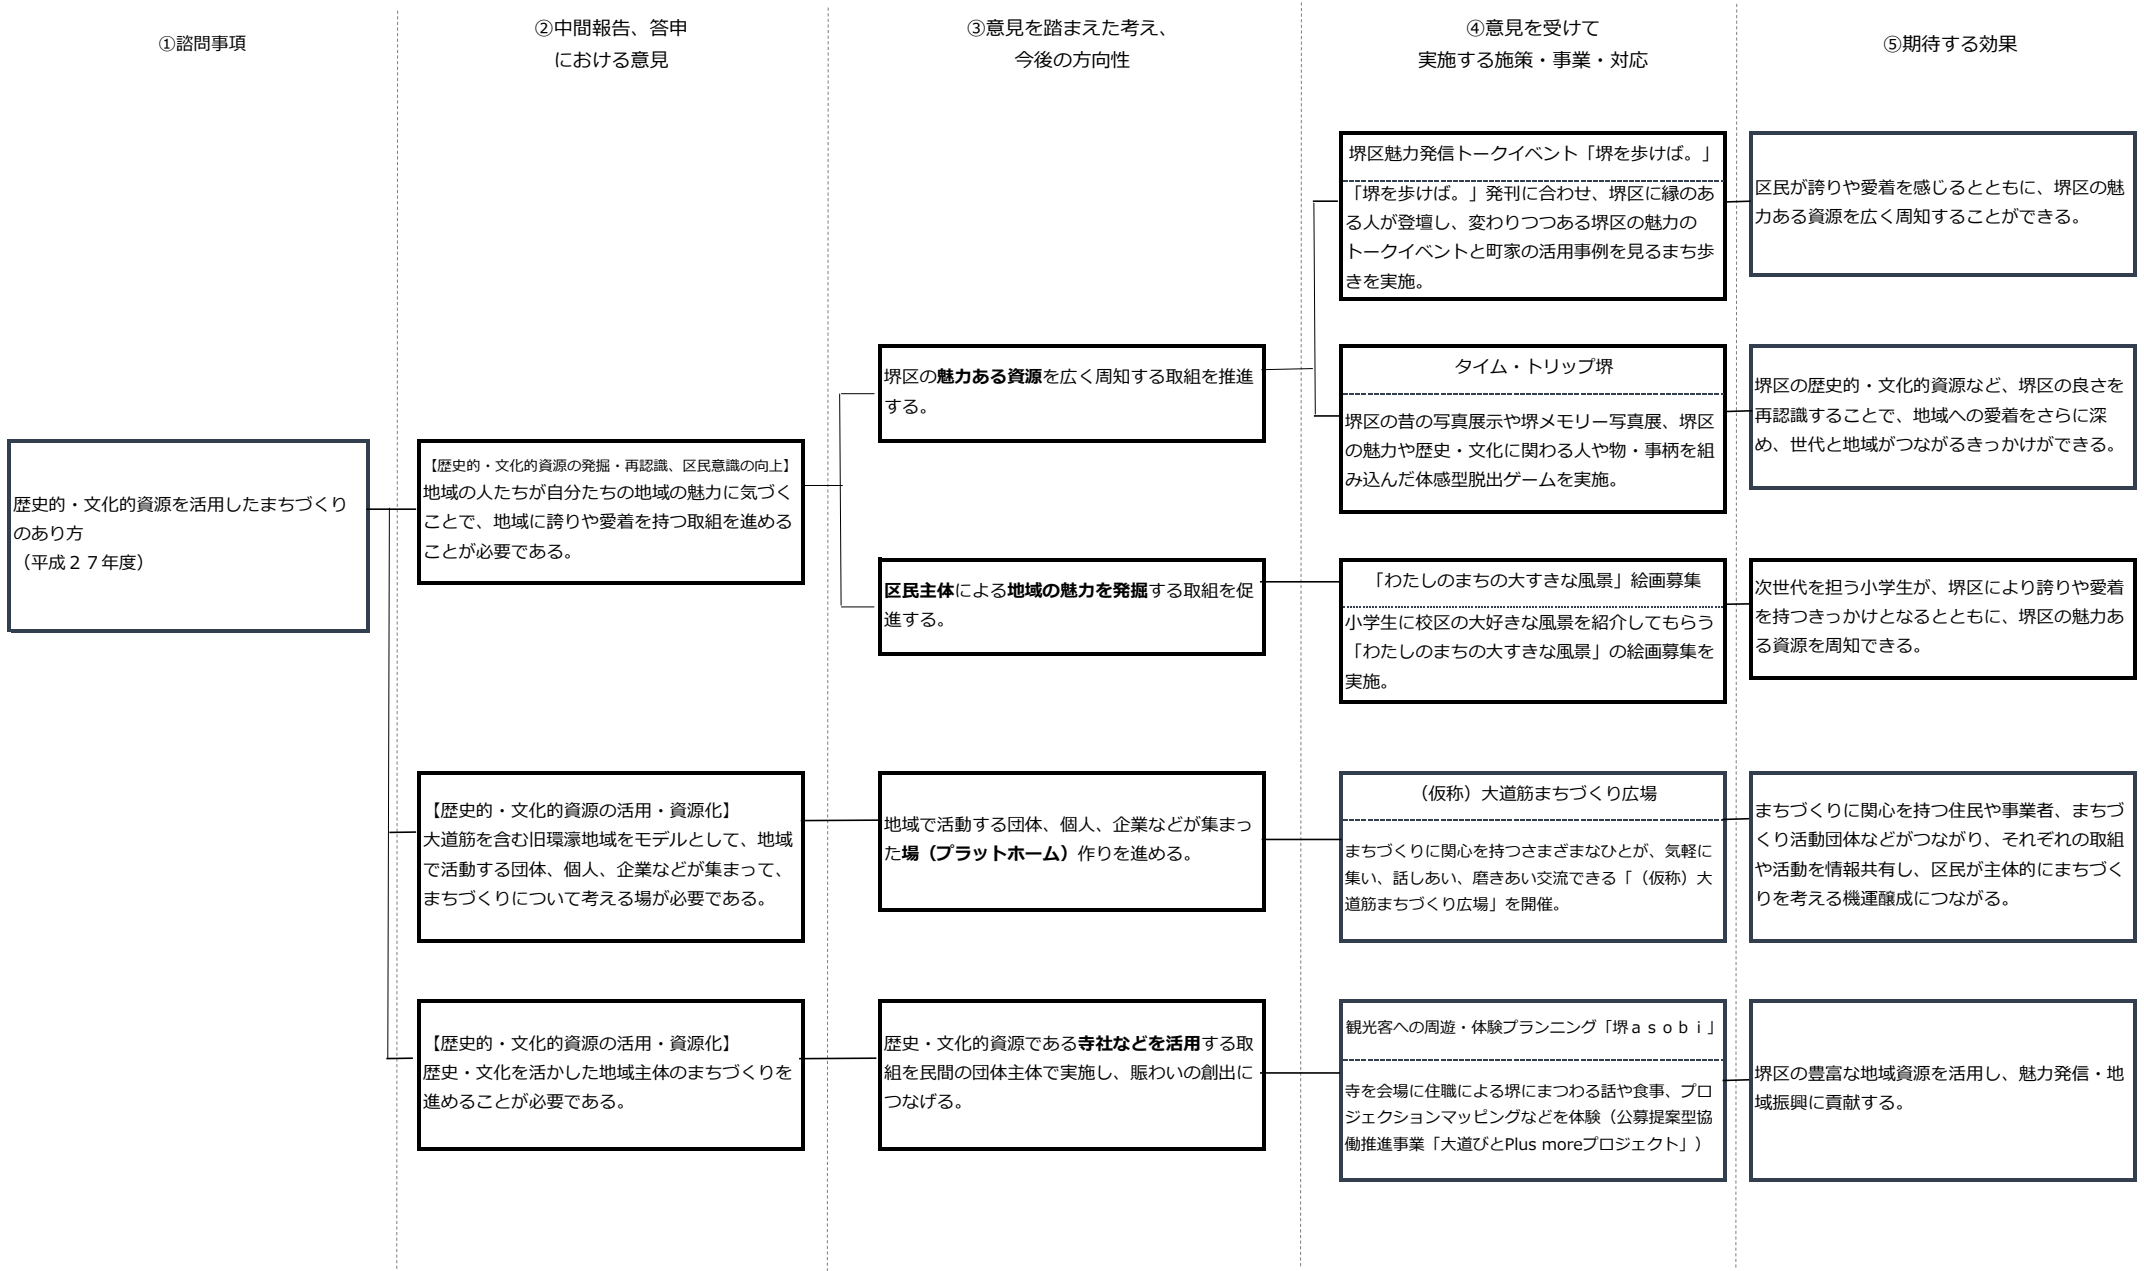 ①諮問事項
②中間報告、答申
における意見
③意見を踏まえた考え、
今後の方向性
④意見を受けて
実施する施策・事業・対応
⑤期待する効果
歴史的・文化的資源を活用したまちづくり
のあり方
（平成２７年度）
【歴史的・文化的資源の発掘・再認識、区民意識の向上】
地域の人たちが自分たちの地域の魅力に気づく
ことで、地域に誇りや愛着を持つ取組を進める
ことが必要である。
堺区の魅力ある資源を広く周知する取組を推進
する。
堺区魅力発信トークイベント「堺を歩けば。」
「堺を歩けば。」発刊に合わせ、堺区に縁のあ
る人が登壇し、変わりつつある堺区の魅力の
トークイベントと町家の活用事例を見るまち歩
きを実施。
区民が誇りや愛着を感じるとともに、堺区の魅
力ある資源を広く周知することができる。
タイム・トリップ堺
堺区の昔の写真展示や堺メモリー写真展、堺区
の魅力や歴史・文化に関わる人や物・事柄を組
み込んだ体感型脱出ゲームを実施。
堺区の歴史的・文化的資源など、堺区の良さを
再認識することで、地域への愛着をさらに深
め、世代と地域がつながるきっかけができる。
区民主体による地域の魅力を発掘する取組を促
進する。
「わたしのまちの大すきな風景」絵画募集
小学生に校区の大好きな風景を紹介してもらう
「わたしのまちの大すきな風景」の絵画募集を
実施。
次世代を担う小学生が、堺区により誇りや愛着
を持つきっかけとなるとともに、堺区の魅力あ
る資源を周知できる。
【歴史的・文化的資源の活用・資源化】
大道筋を含む旧環濠地域をモデルとして、地域
で活動する団体、個人、企業などが集まって、
まちづくりについて考える場が必要である。
地域で活動する団体、個人、企業などが集まっ
た場（プラットホーム）作りを進める。
（仮称）大道筋まちづくり広場
まちづくりに関心を持つさまざまなひとが、気軽に
集い、話しあい、磨きあい交流できる「（仮称）大
道筋まちづくり広場」を開催。
まちづくりに関心を持つ住民や事業者、まちづ
くり活動団体などがつながり、それぞれの取組
や活動を情報共有し、区民が主体的にまちづく
りを考える機運醸成につながる。
【歴史的・文化的資源の活用・資源化】
歴史・文化を活かした地域主体のまちづくりを
進めることが必要である。
歴史・文化的資源である寺社などを活用する取
組を民間の団体主体で実施し、賑わいの創出に
つなげる。
観光客への周遊・体験プランニング「堺ａｓｏｂｉ」
寺を会場に住職による堺にまつわる話や食事、プロ
ジェクションマッピングなどを体験（公募提案型協
働推進事業「大道びとPlus moreプロジェクト」）
堺区の豊富な地域資源を活用し、魅力発信・地
域振興に貢献する。